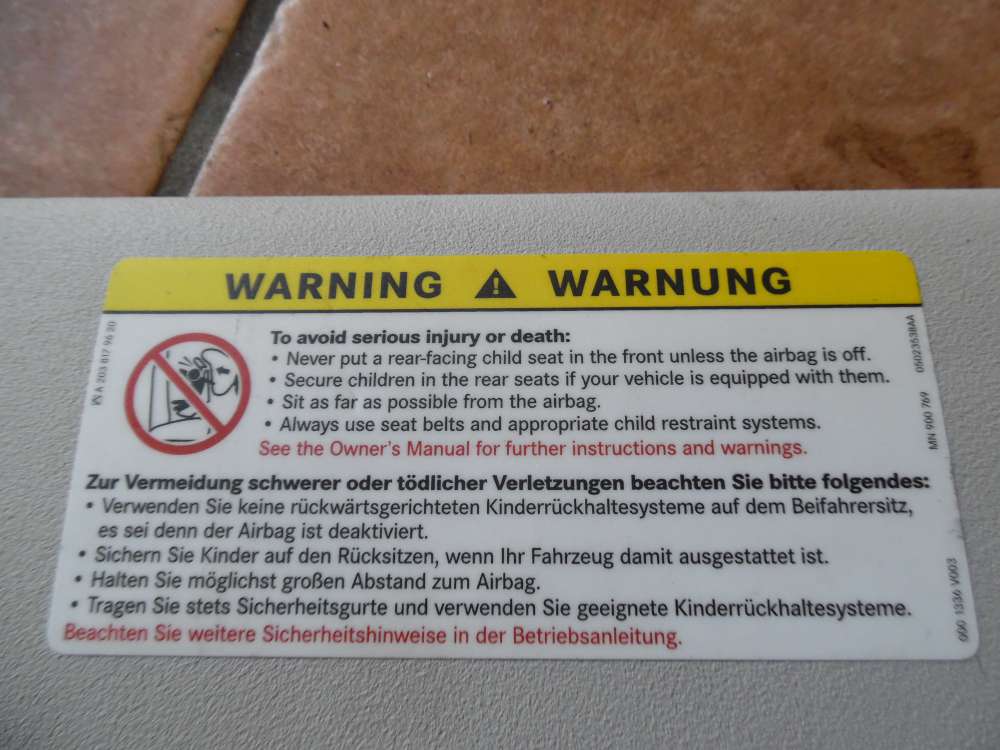 WARNING ⚠ WARNUNG
To avoid serious injury or death:
• Never put a rear-facing child seat in the front unless the airbag is off.
• Secure children in the rear seats if your vehicle is equipped with them.
• Sit as far as possible from the airbag.
• Always use seat belts and appropriate child restraint systems.
See the Owner's Manual for further instructions and warnings.
Zur Vermeidung schwerer oder tödlicher Verletzungen beachten Sie bitte folgendes:
• Verwenden Sie keine rückwärtsgerichteten Kinderrückhaltesysteme auf dem Beifahrersitz,
es sei denn der Airbag ist deaktiviert.
• Sichern Sie Kinder auf den Rücksitzen, wenn Ihr Fahrzeug damit ausgestattet ist.
• Halten Sie möglichst großen Abstand zum Airbag.
• Tragen Sie stets Sicherheitsgurte und verwenden Sie geeignete Kinderrückhaltesysteme.
Beachten Sie weitere Sicherheitshinweise in der Betriebsanleitung.
A 203 817 96 20
MN 900 769